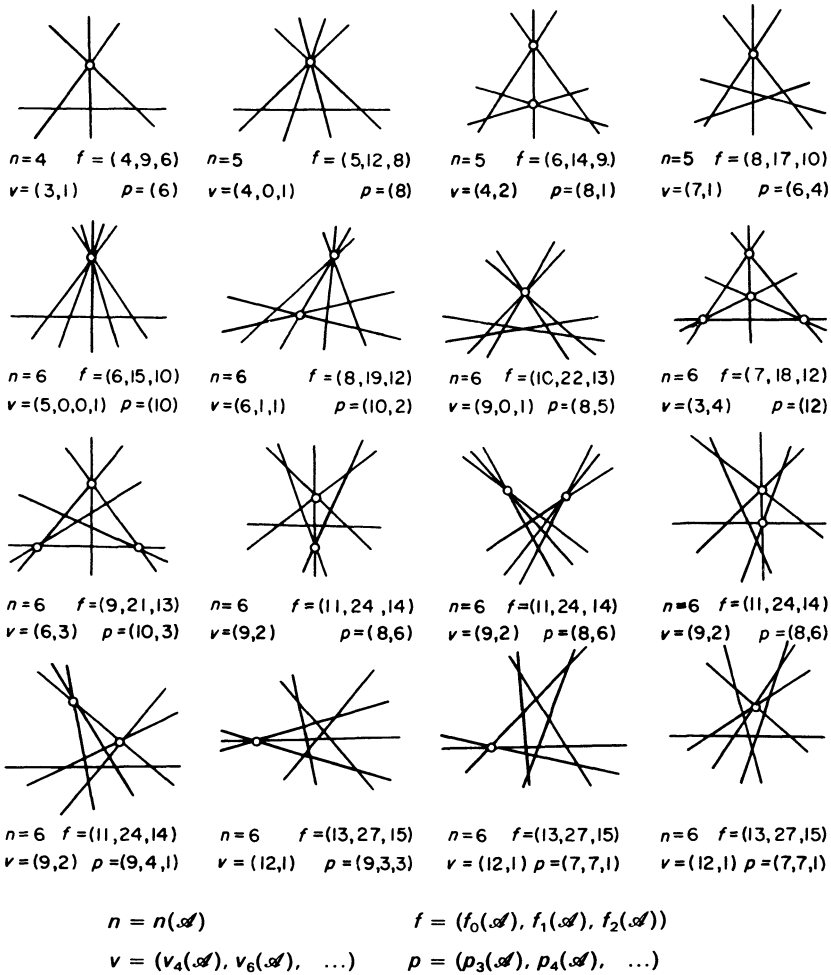 n=4 f=(4,9,6) n=5 f=(5,12,8) n=5 f=(6,14,9) n=5 f=(8,17,10)
v=(3,1) p=(6) v=(4,0,1) p=(8) v=(4,2) p=(8,1) v=(7,1) p=(6,4)
n=6 f=(6,15,10) n=6 f=(8,19,12) n=6 f=(10,22,13) n=6 f=(7,18,12)
v=(5,0,0,1) p=(10) v=(6,1,1) p=(10,2) v=(9,0,1) p=(8,5) v=(3,4) p=(12)
n=6 f=(9,21,13) n=6 f=(11,24,14) n=6 f=(11,24,14) n=6 f=(11,24,14)
v=(6,3) p=(10,3) v=(9,2) p=(8,6) v=(9,2) p=(8,6) v=(9,2) p=(8,6)
n=6 f=(11,24,14) n=6 f=(13,27,15) n=6 f=(13,27,15) n=6 f=(13,27,15)
v=(9,2) p=(9,4,1) v=(12,1) p=(9,3,3) v=(12,1) p=(7,7,1) v=(12,1) p=(7,7,1)
n = n(𝒜) f = (f₀(𝒜), f₁(𝒜), f₂(𝒜))
v = (v₄(𝒜), v₆(𝒜), ...) p = (p₃(𝒜), p₄(𝒜), ...)